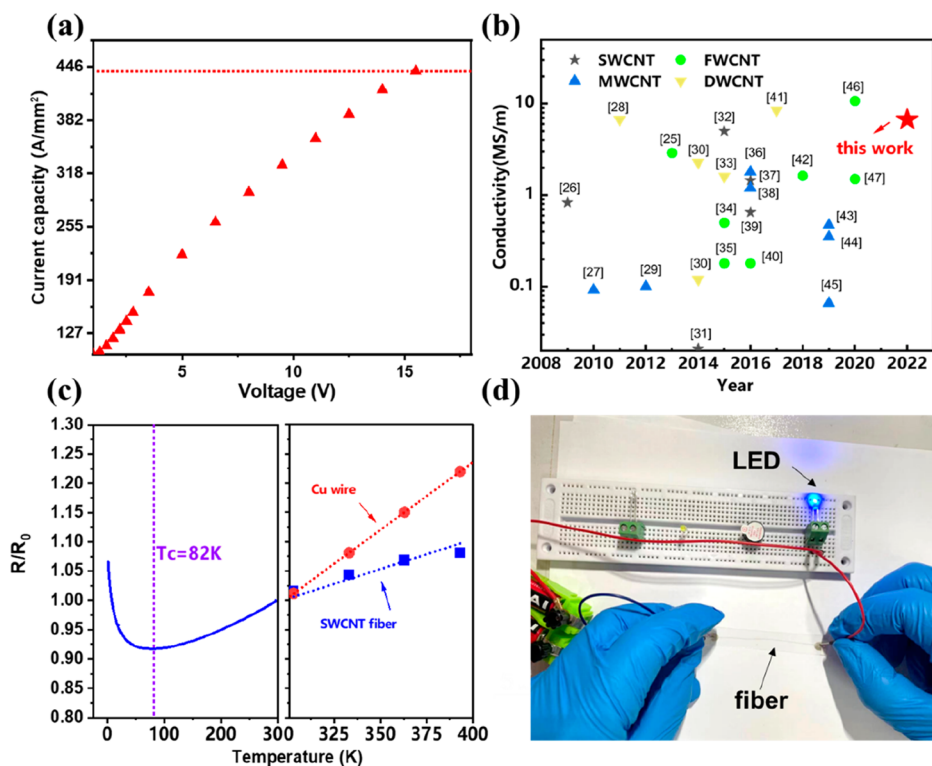 (a)
446
382
318
255
191
127
Current capacity (A/mm²)
5
10
15
Voltage (V)
(b)
SWCNT
FWCNT
MWCNT
DWCNT
10
1
0.1
Conductivity(MS/m)
[46]
[41]
[28]
[32]
this work
[25]
[30]
[33]
[36]
[37]
[38]
[42]
[47]
[26]
[34]
[39]
[43]
[44]
[35]
[40]
[27]
[29]
[30]
[45]
[31]
2008 2010 2012 2014 2016 2018 2020 2022
Year
(c)
1.30
1.25
1.20
1.15
1.10
1.05
1.00
0.95
0.90
0.85
0.80
R/R₀
Tc=82K
Cu wire
SWCNT fiber
0 100 200 300 325 350 375 400
Temperature (K)
(d)
LED
fiber